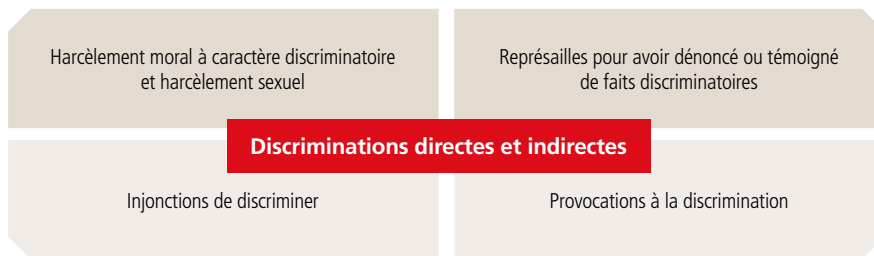 Harcèlement moral à caractère discriminatoire
et harcèlement sexuel
Représailles pour avoir dénoncé ou témoigné
de faits discriminatoires
Discriminations directes et indirectes
Injonctions de discriminer
Provocations à la discrimination